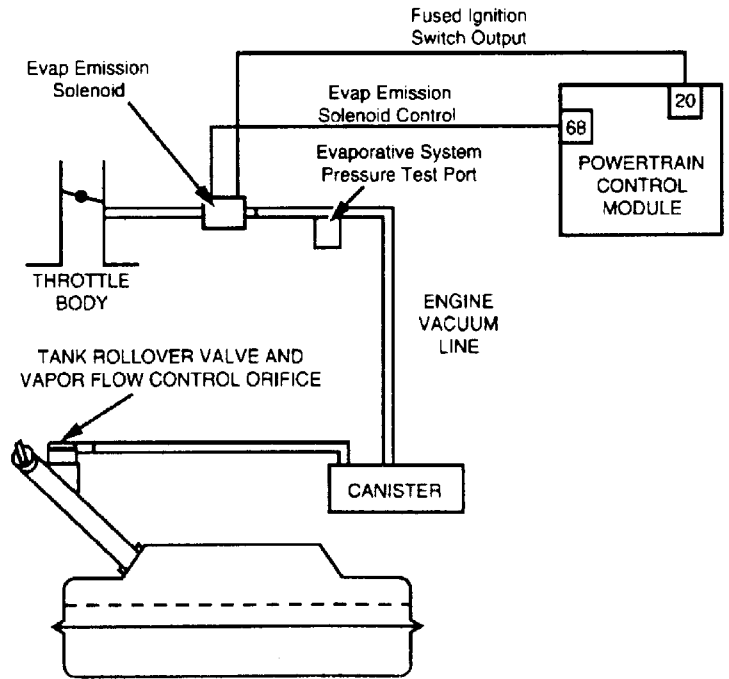 Fused Ignition
Switch Output
Evap Emission
Solenoid
Evap Emission
Solenoid Control
20
68
POWERTRAIN
CONTROL
MODULE
Evaporative System
Pressure Test Port
THROTTLE
BODY
ENGINE
VACUUM
LINE
TANK ROLLOVER VALVE AND
VAPOR FLOW CONTROL ORIFICE
CANISTER